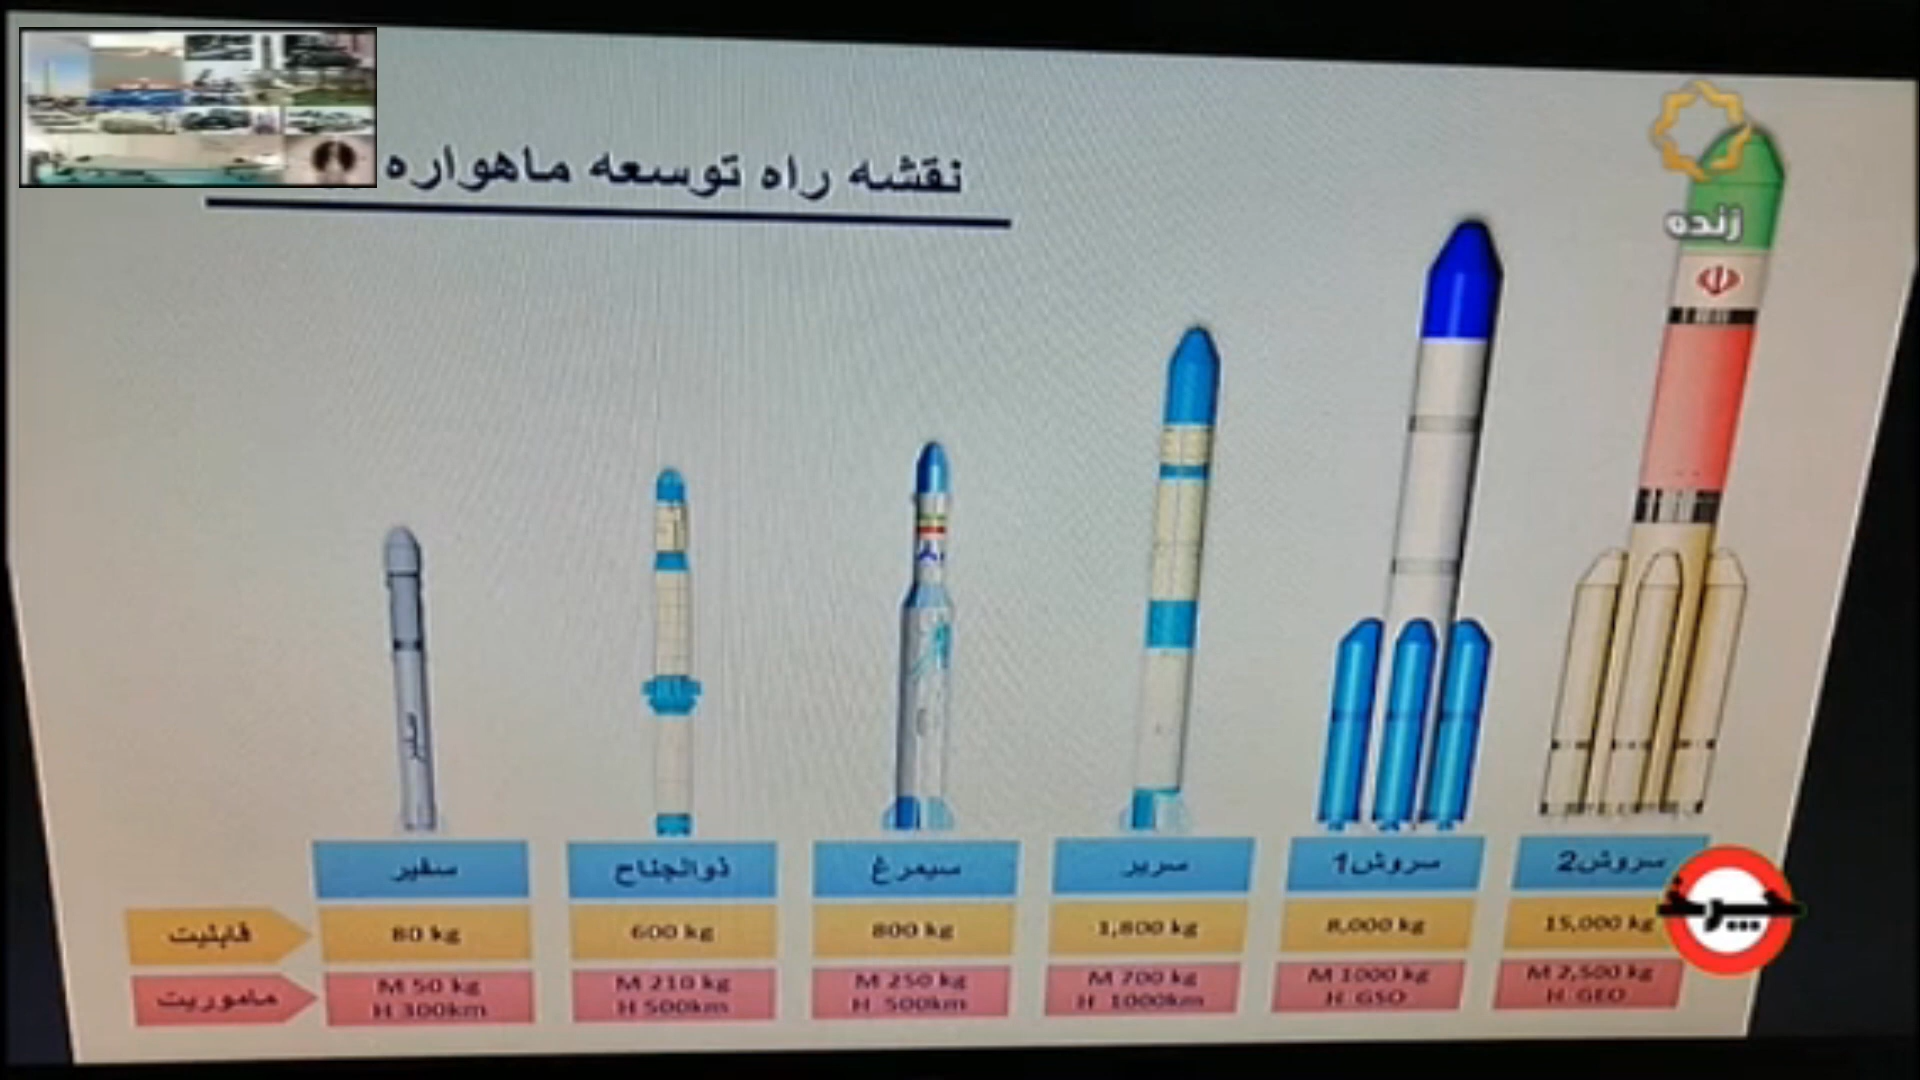 نقشه راه توسعه ماهواره
زنده
سفیر
ذوالجناح
سیمرغ
سریر
سروش1
سروش2
قابلیت
80 kg
600 kg
800 kg
1,800 kg
8,000 kg
15,000 kg
ماموریت
M 50 kg
H 300km
M 210 kg
H 500km
M 250 kg
H 500km
M 700 kg
H 1000km
M 1000 kg
H GSO
M 2,500 kg
H GEO
سفیر